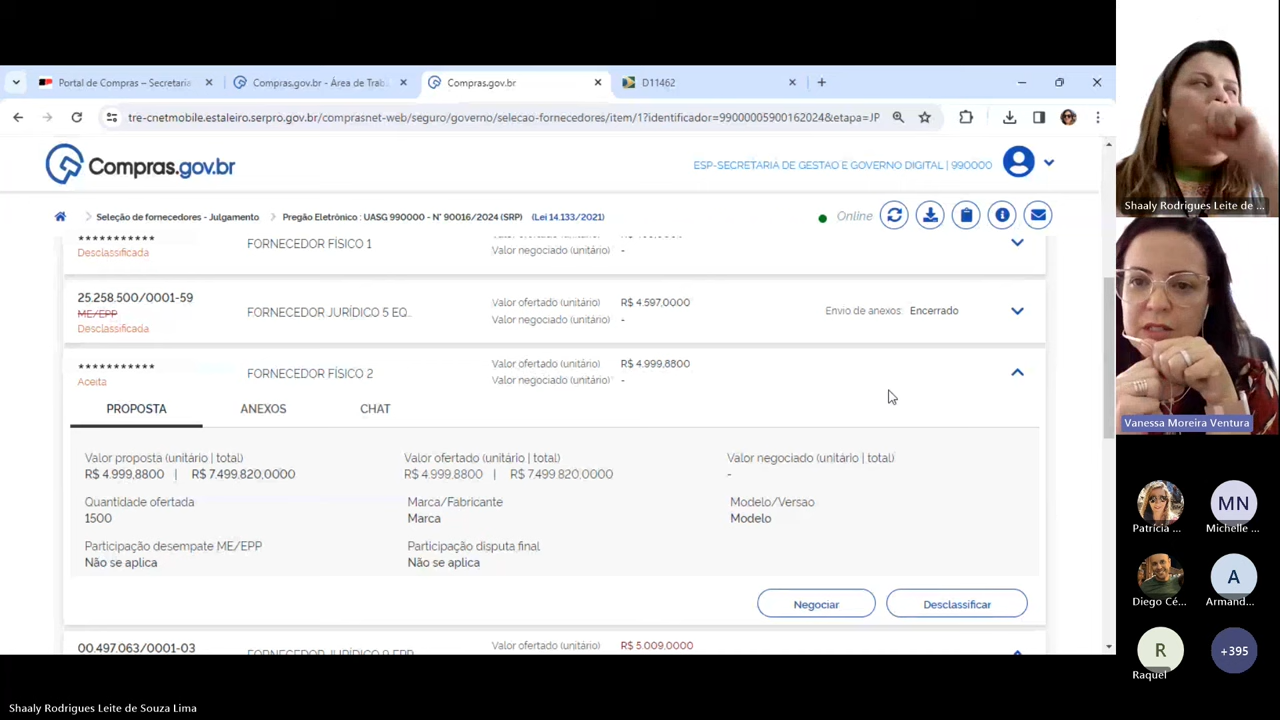 Portal de Compras – Secretaria
Compras.gov.br - Área de Trab
Compras.gov.br
D11462
tre-cnetmobile.estaleiro.serpro.gov.br/comprasnet-web/seguro/governo/selecao-fornecedores/item/1?identificador=99000005900162024&etapa=JP
Compras.gov.br
ESP-SECRETARIA DE GESTAO E GOVERNO DIGITAL | 990000
Seleção de fornecedores - Julgamento
Pregão Eletrônico : UASG 990000 - N° 90016/2024 (SRP) (Lei 14.133/2021)
Online
***********
Desclassificada
FORNECEDOR FÍSICO 1
Valor negociado (unitário) -
25.258.500/0001-59
ME/EPP
Desclassificada
FORNECEDOR JURÍDICO 5 EQ...
Valor ofertado (unitário) R$ 4.597,0000
Valor negociado (unitário) -
Envio de anexos: Encerrado
***********
Aceita
FORNECEDOR FÍSICO 2
Valor ofertado (unitário) R$ 4.999,8800
Valor negociado (unitário) -
PROPOSTA ANEXOS CHAT
Valor proposta (unitário | total) Valor ofertado (unitário | total) Valor negociado (unitário | total)
R$ 4.999,8800 | R$ 7.499.820,0000 R$ 4.999,8800 | R$ 7.499.820,0000 -
Quantidade ofertada Marca/Fabricante Modelo/Versao
1500 Marca Modelo
Participação desempate ME/EPP Participação disputa final
Não se aplica Não se aplica
Negociar Desclassificar
00.497.063/0001-03
FORNECEDOR JURÍDICO 9 EPP
Valor ofertado (unitário) R$ 5.009,0000
Shaaly Rodrigues Leite de ...
Vanessa Moreira Ventura
Patrícia ...
MN
Michelle ...
Diego Cé...
A
Armand...
R
Raquel
+395
Shaaly Rodrigues Leite de Souza Lima